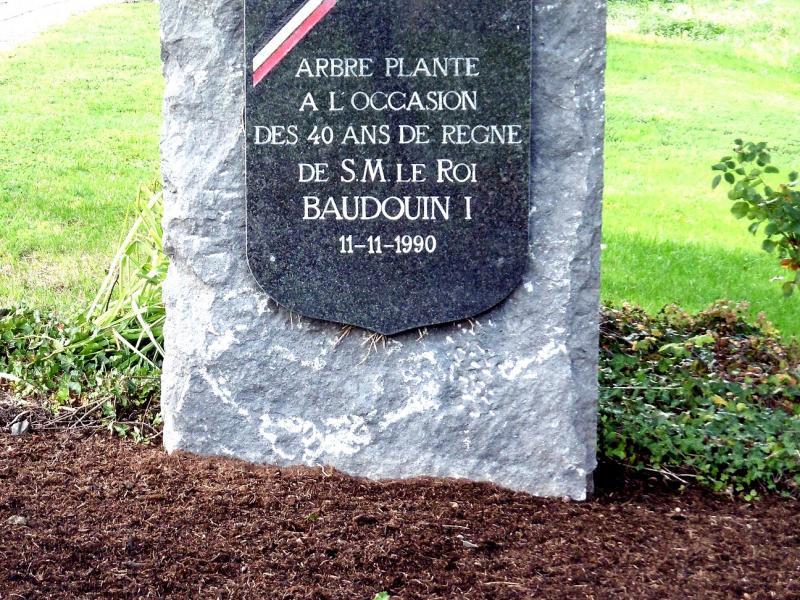 ARBRE PLANTE
A L'OCCASION
DES 40 ANS DE REGNE
DE S.M. LE ROI
BAUDOUIN I
11-11-1990